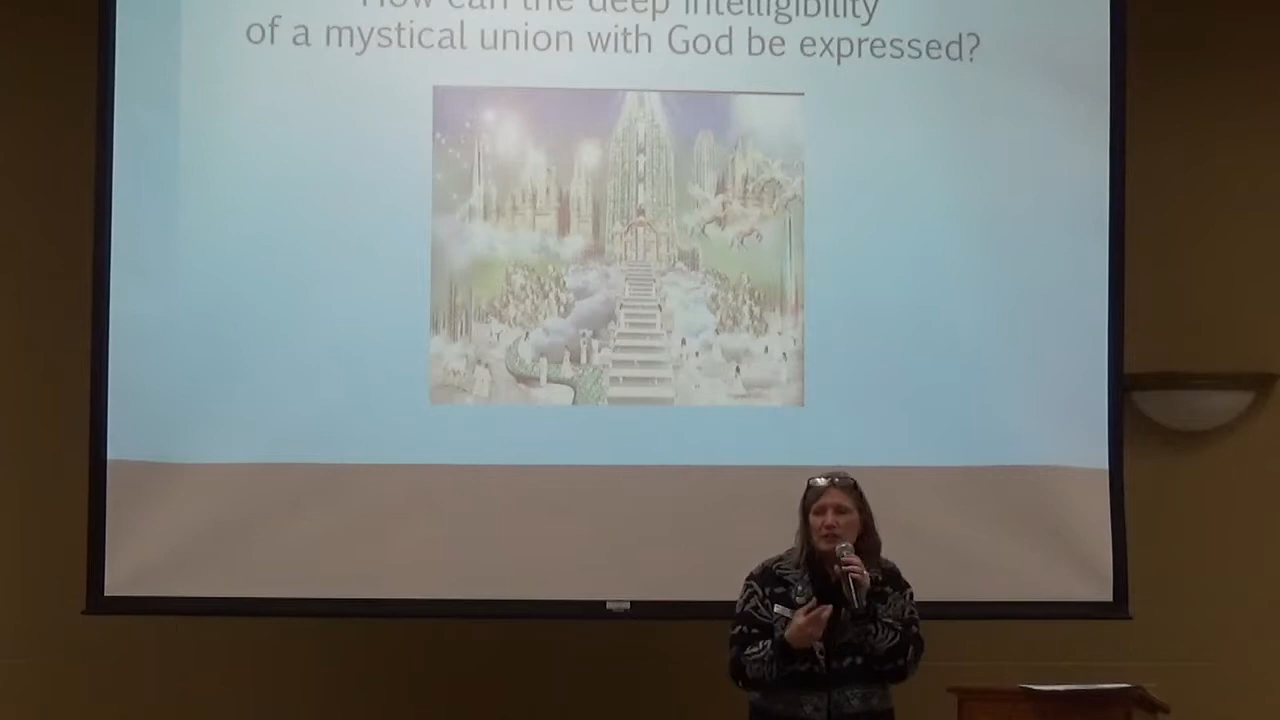 How can the deep intelligibility
of a mystical union with God be expressed?